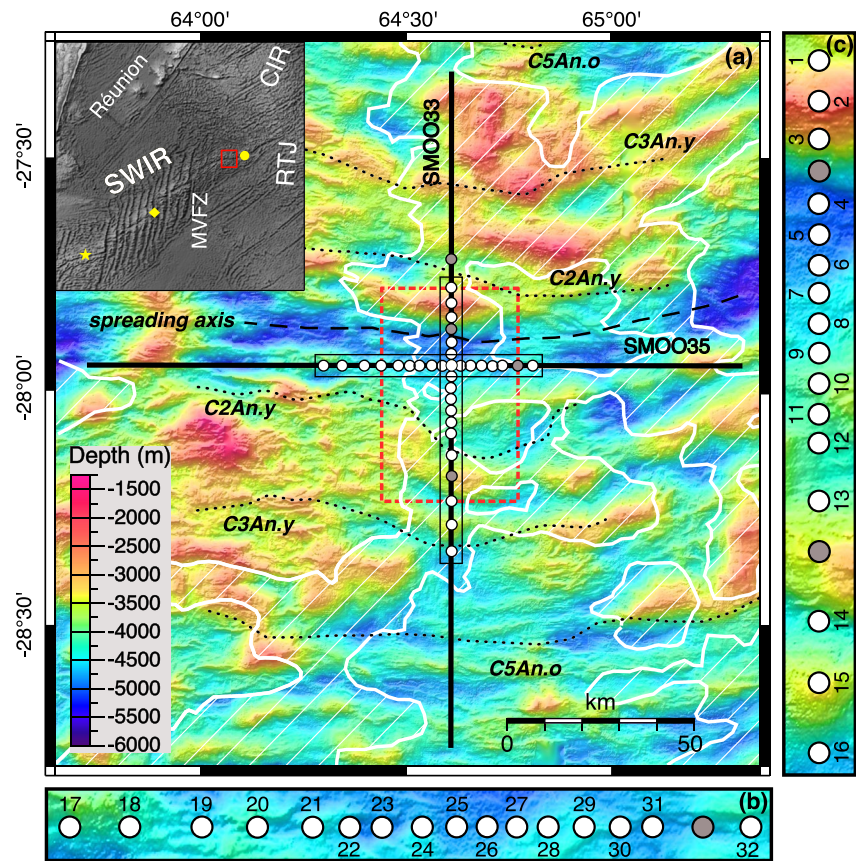 64°00'
64°30'
65°00'
(a)
(c)
C5An.o
Réunion
CIR
SMOO33
-27°30'
C3An.y
SWIR
RTJ
MVFZ
C2An.y
spreading axis
SMOO35
-28°00'
C2An.y
Depth (m)
-1500
-2000
-2500
-3000
-3500
-4000
-4500
-5000
-5500
-6000
C3An.y
-28°30'
C5An.o
km
0
50
1
2
3
4
5
6
7
8
9
10
11
12
13
14
15
16
(b)
17
18
19
20
21
22
23
24
25
26
27
28
29
30
31
32